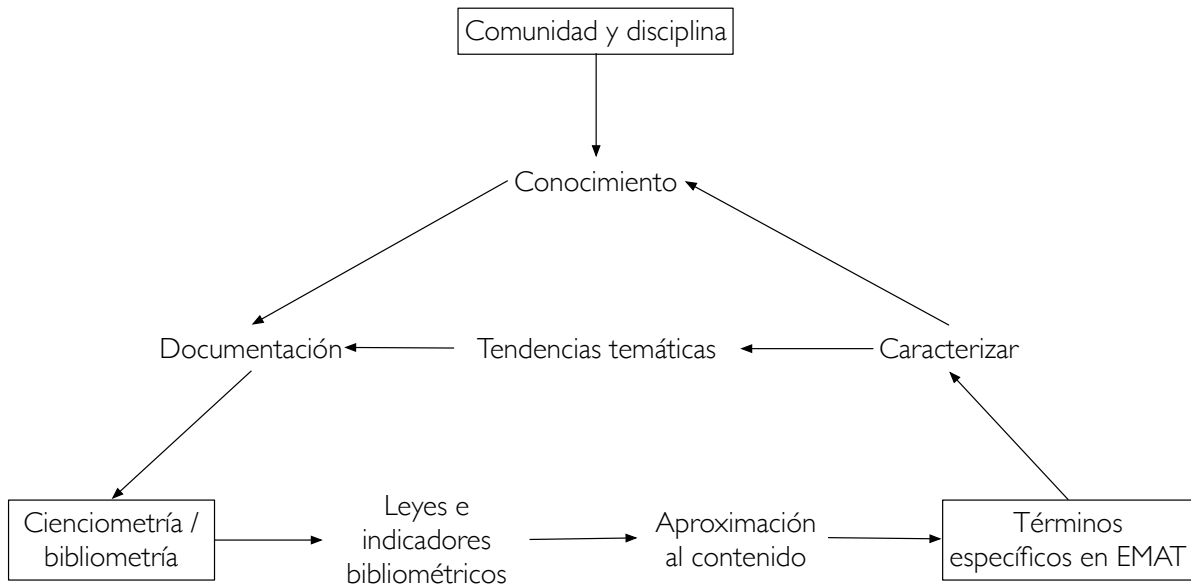 Comunidad y disciplina
Conocimiento
Documentación
Tendencias temáticas
Caracterizar
Cienciometría /
bibliometría
Leyes e
indicadores
bibliométricos
Aproximación
al contenido
Términos
específicos en EMAT